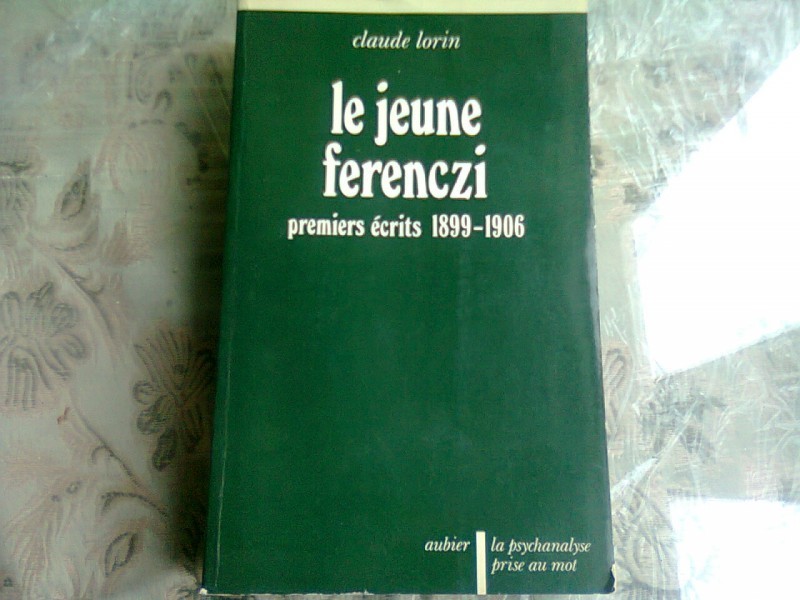 claude lorin
le jeune
ferenczi
premiers écrits 1899-1906
aubier
la psychanalyse
prise au mot